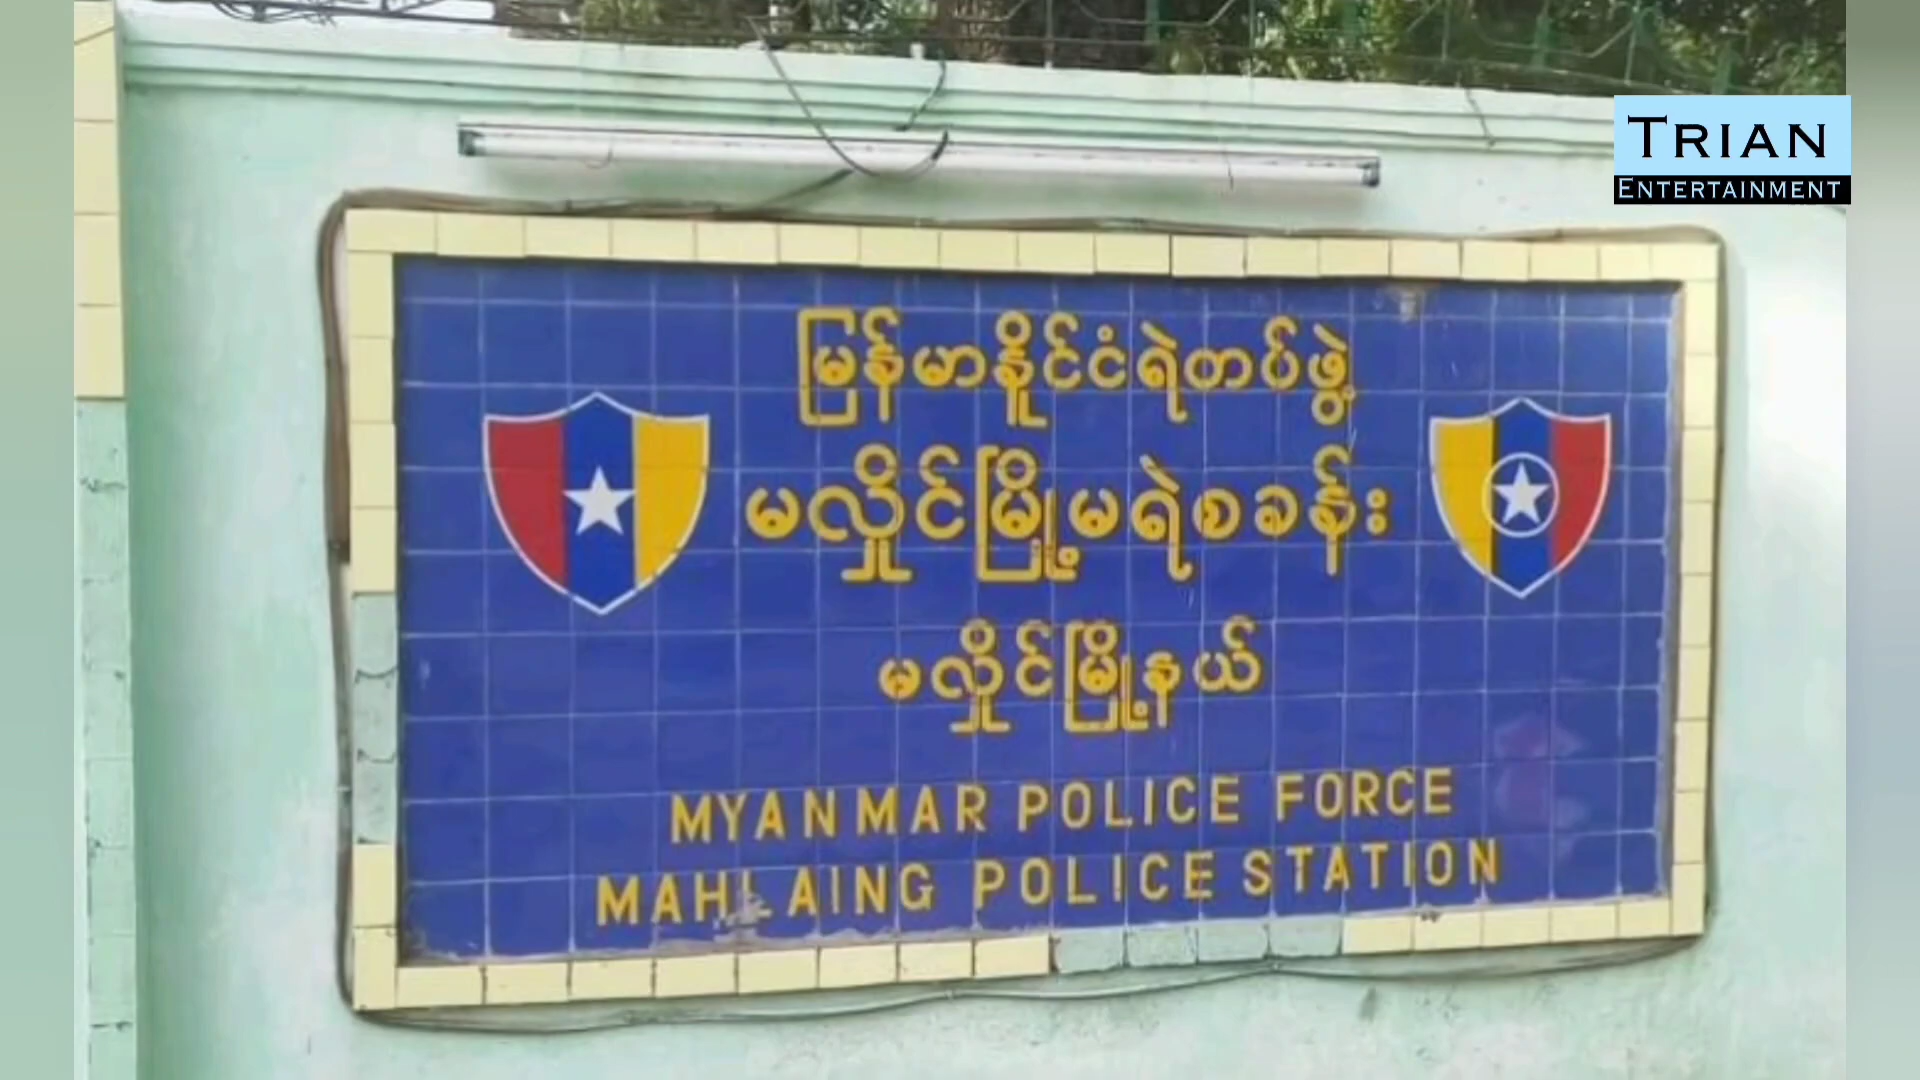 TRIAN
ENTERTAINMENT
မြန်မာနိုင်ငံရဲတပ်ဖွဲ့
မလှိုင်မြို့မရဲစခန်း
မလှိုင်မြို့နယ်
MYANMAR POLICE FORCE
MAHLAING POLICE STATION